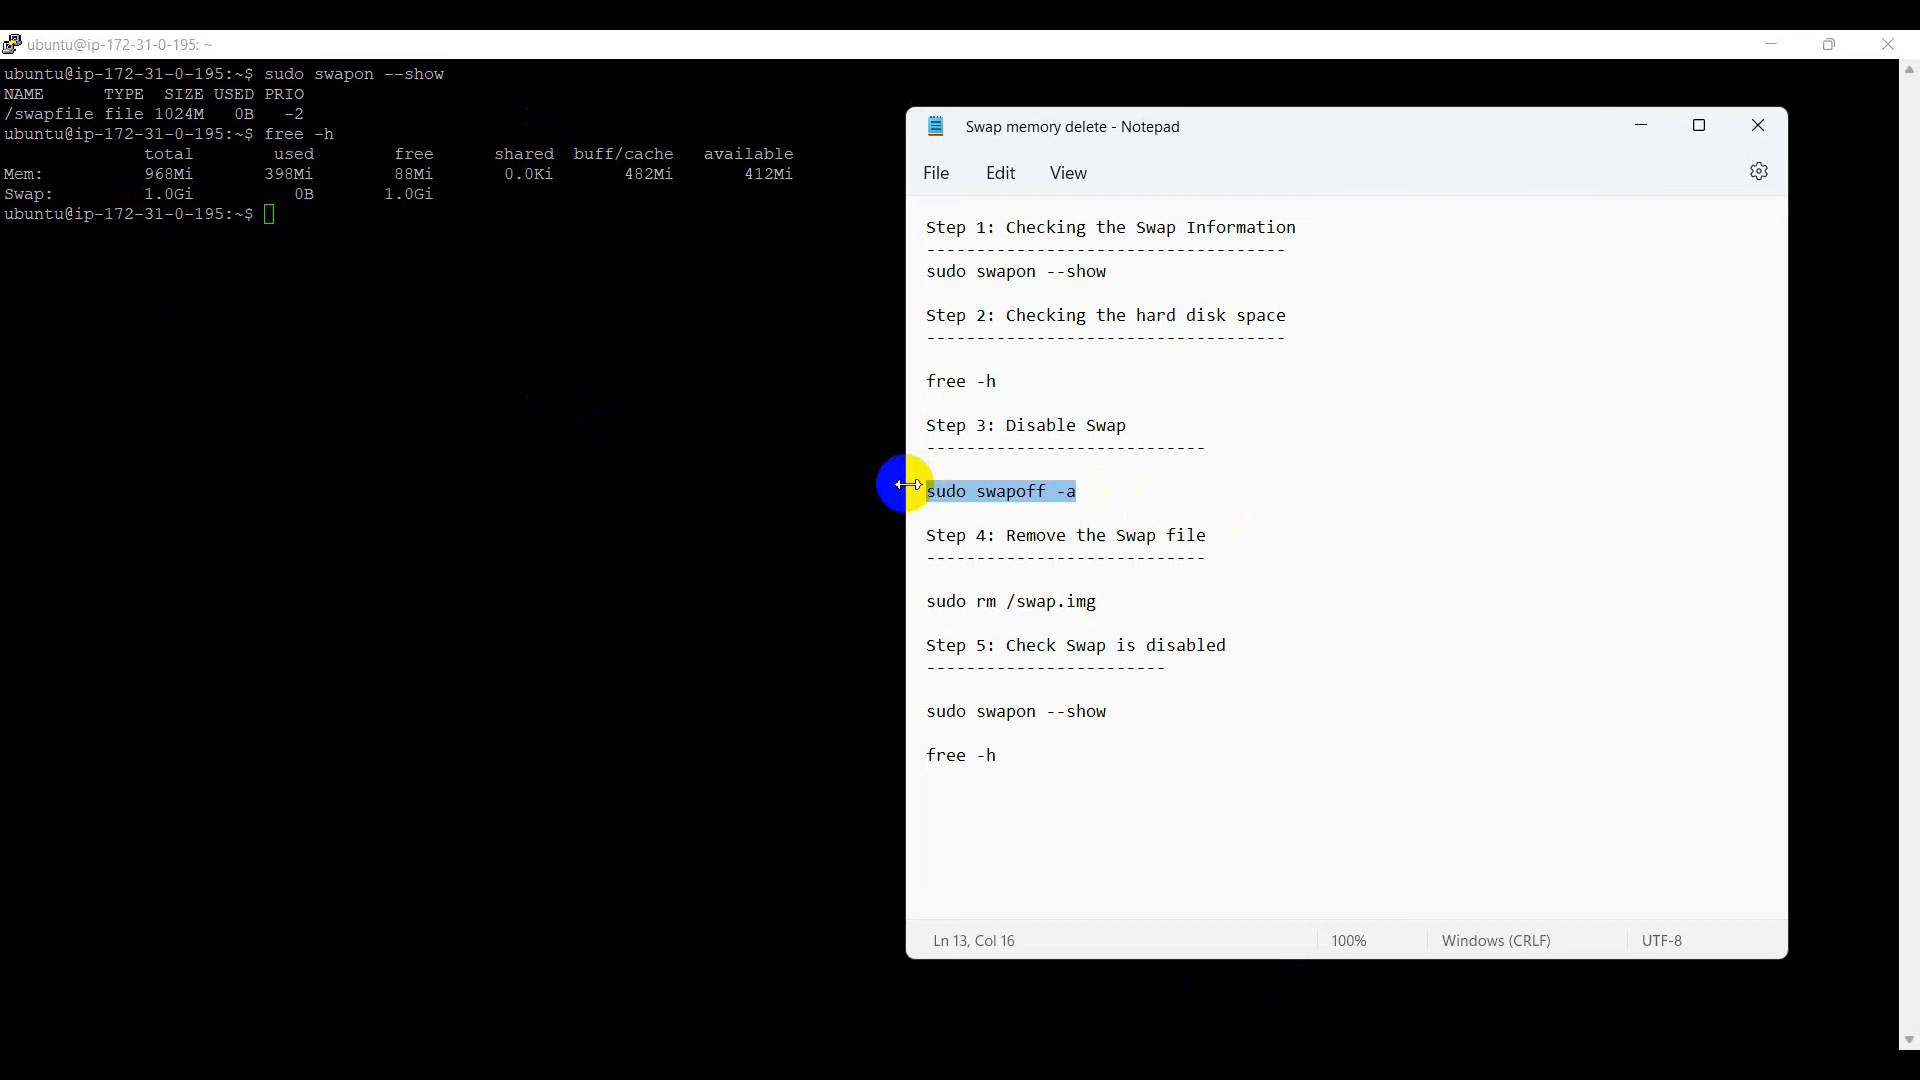 ubuntu@ip-172-31-0-195: ~
ubuntu@ip-172-31-0-195:~$ sudo swapon --show
NAME      TYPE  SIZE USED PRIO
/swapfile file 1024M   0B   -2
ubuntu@ip-172-31-0-195:~$ free -h
              total        used        free      shared  buff/cache   available
Mem:          968Mi       398Mi        88Mi       0.0Ki       482Mi       412Mi
Swap:         1.0Gi          0B       1.0Gi
ubuntu@ip-172-31-0-195:~$
Swap memory delete - Notepad
File Edit View
Step 1: Checking the Swap Information
------------------------------------
sudo swapon --show
Step 2: Checking the hard disk space
------------------------------------
free -h
Step 3: Disable Swap
----------------------------
sudo swapoff -a
Step 4: Remove the Swap file
----------------------------
sudo rm /swap.img
Step 5: Check Swap is disabled
------------------------
sudo swapon --show
free -h
Ln 13, Col 16 100% Windows (CRLF) UTF-8